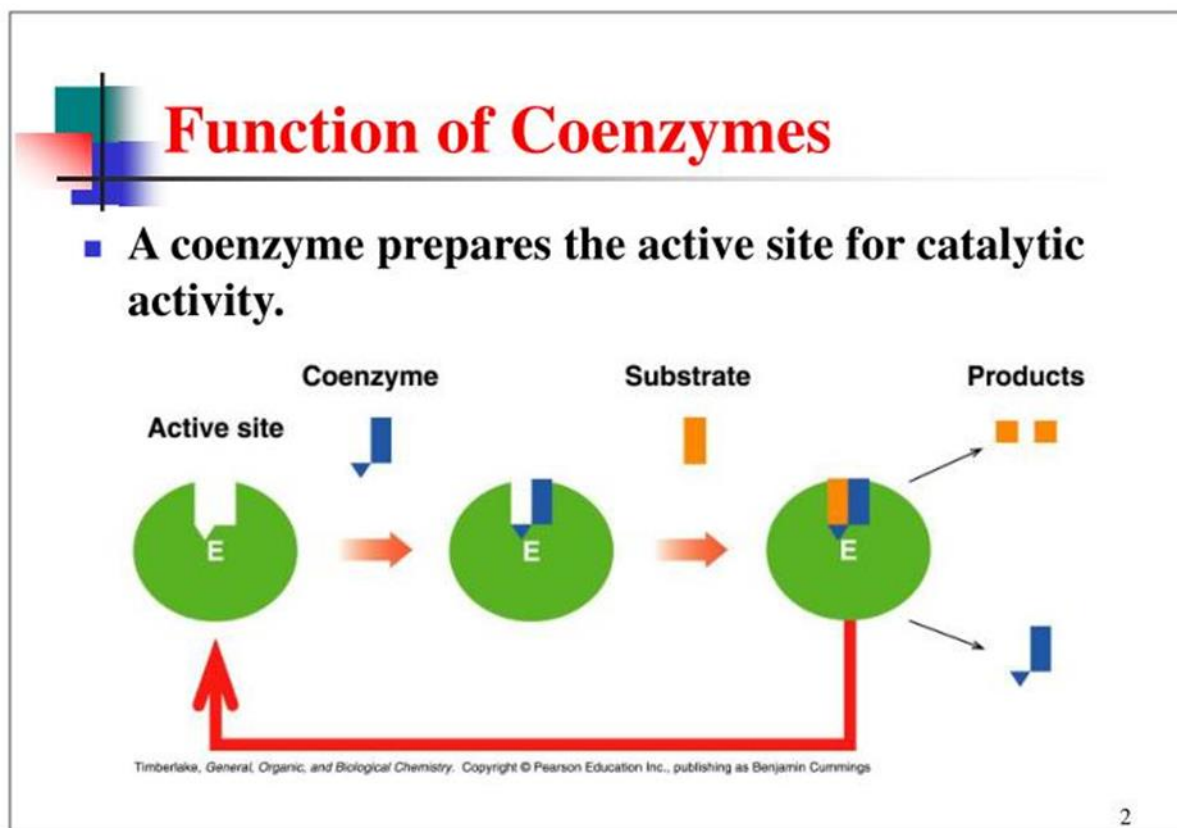 Function of Coenzymes
A coenzyme prepares the active site for catalytic
activity.
Coenzyme
Substrate
Products
Active site
E
E
E
Timberlake, General, Organic, and Biological Chemistry. Copyright © Pearson Education Inc., publishing as Benjamin Cummings
2